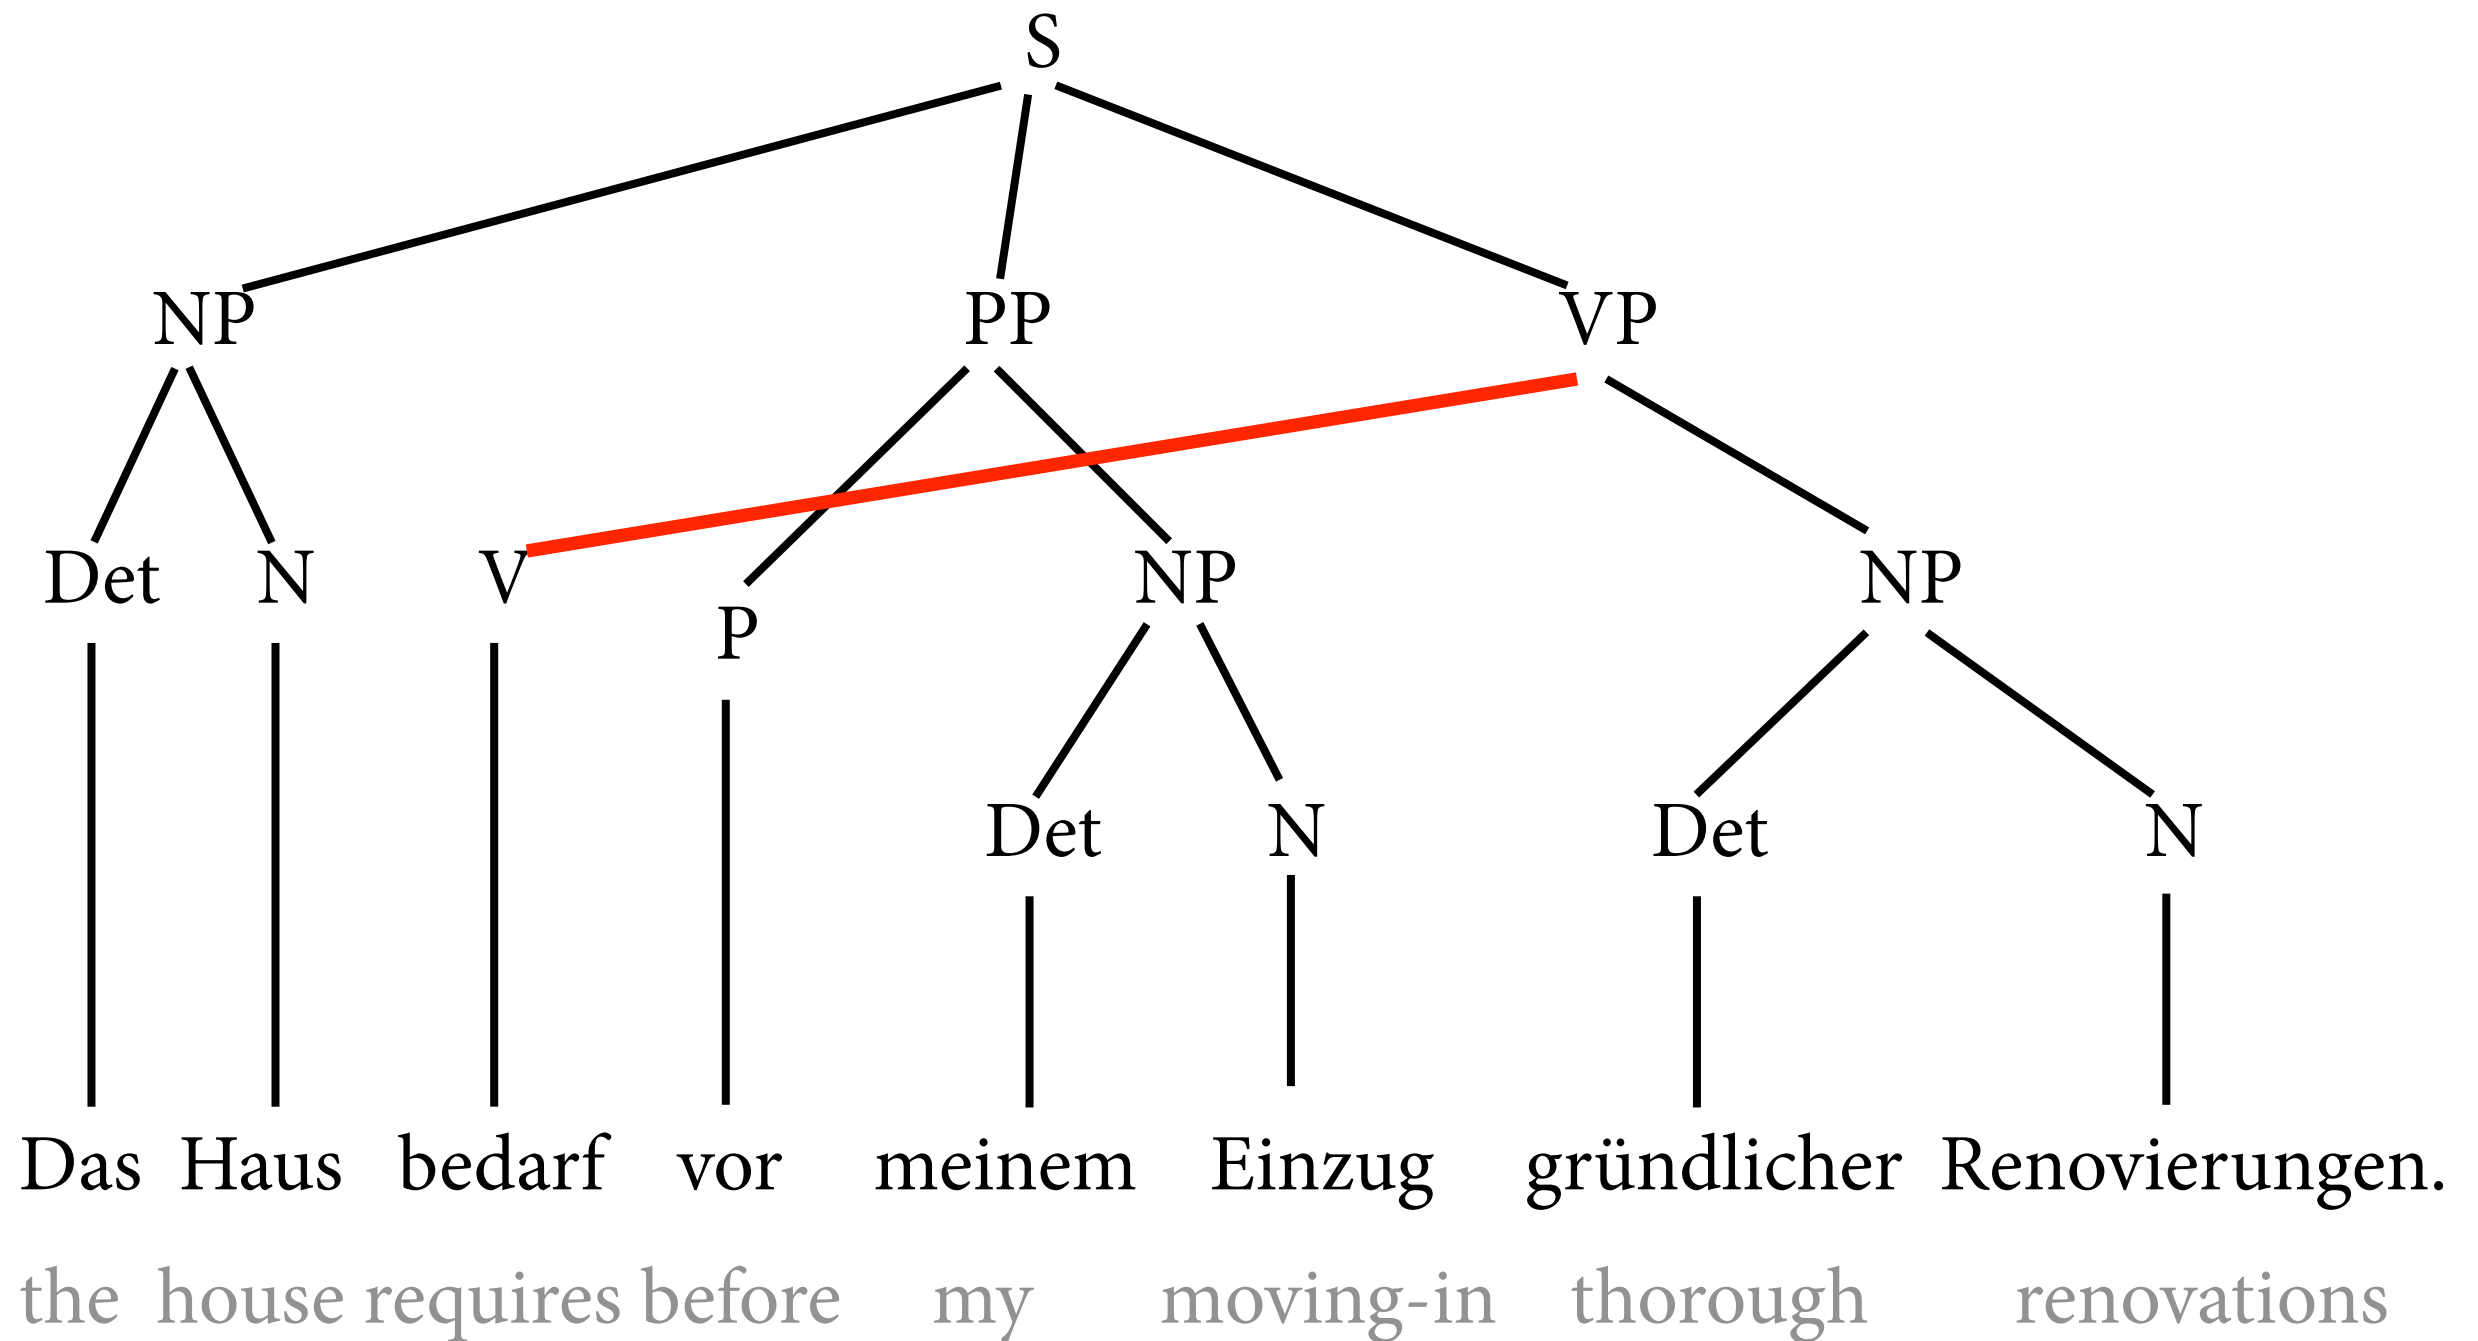 S
NP PP VP
Det N V P NP NP
Det N Det N
Das Haus bedarf vor meinem Einzug gründlicher Renovierungen.
the house requires before my moving-in thorough renovations